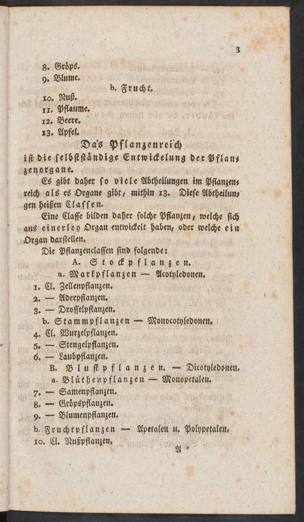 3
8. Gröps.
9. Blume.
b. Frucht.
10. Nuß.
11. Pflaume.
12. Beere.
13. Apfel.
Das Pflanzenreich
ist die selbstständige Entwickelung der Pflan-
zenorgane.
Es gibt daher so viele Abtheilungen im Pflanzen-
reich als es Organe gibt, mithin 13. Diese Abtheilun-
gen heißen Classen.
Eine Classe bilden daher solche Pflanzen, welche sich
aus einerley Organ entwickelt haben, oder welche ein
Organ darstellen.
Die Pflanzenclassen sind folgende:
A. Stockpflanzen.
a. Markpflanzen — Acotyledonen.
1. Cl. Zellenpflanzen.
2. — Aderpflanzen.
3. — Drosselpflanzen.
b. Stammpflanzen — Monocotyledonen.
4. Cl. Wurzelpflanzen.
5. — Stengelpflanzen.
6. — Laubpflanzen.
B. Blustpflanzen. — Dicotyledonen.
a. Blüthenpflanzen — Monopetalen.
7. — Samenpflanzen.
8. — Gröpspflanzen.
9. — Blumenpflanzen.
b. Fruchtpflanzen — Apetalen u. Polypetalen.
10. Cl. Nußpflanzen.
A *